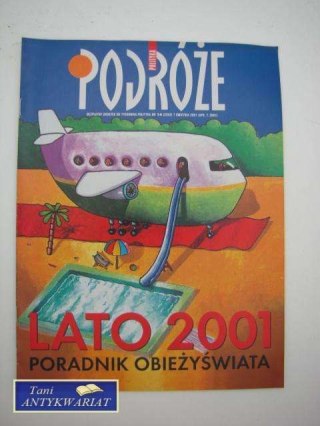 POLITYKA
PODRÓŻE
LATO 2001
PORADNIK OBIEŻYŚWIATA
Tani
ANTYKWARIAT